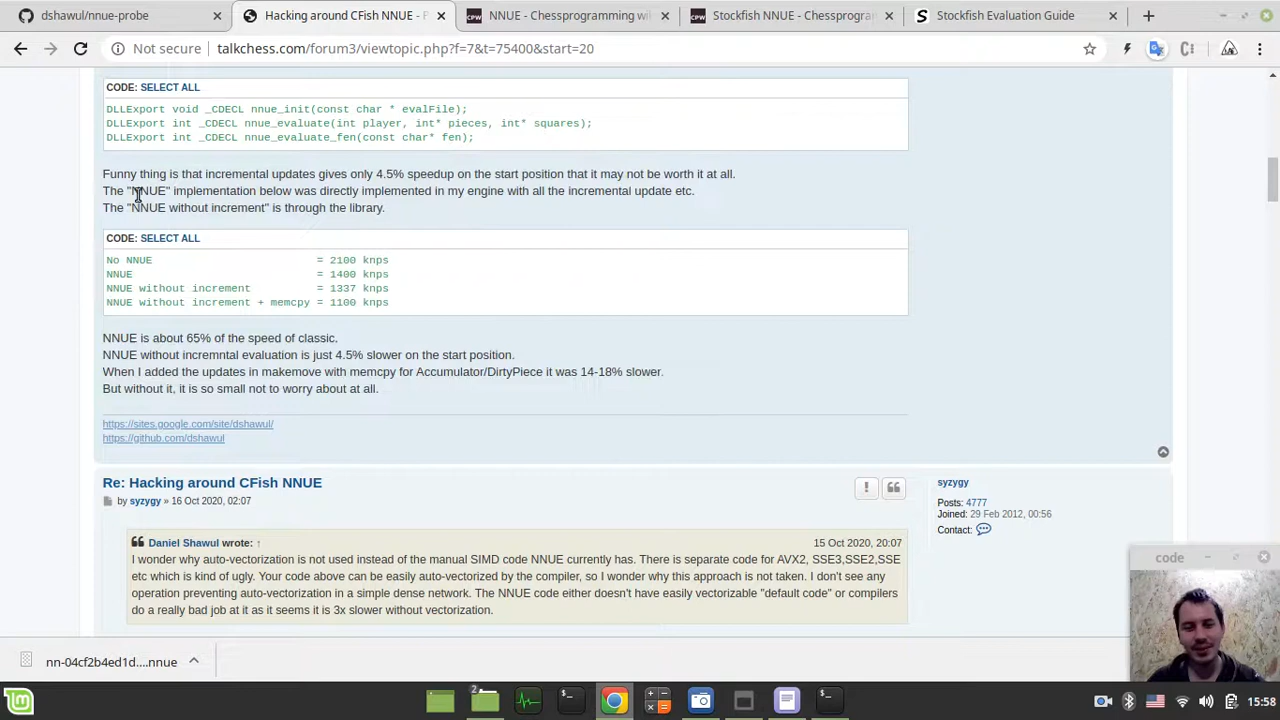 dshawul/nnue-probe
Hacking around CFish NNUE - P
NNUE - Chessprogramming wi
Stockfish NNUE - Chessprogra
Stockfish Evaluation Guide
Not secure
talkchess.com/forum3/viewtopic.php?f=7&t=75400&start=20
CODE: SELECT ALL
DLLExport void _CDECL nnue_init(const char * evalFile);
DLLExport int _CDECL nnue_evaluate(int player, int* pieces, int* squares);
DLLExport int _CDECL nnue_evaluate_fen(const char* fen);
Funny thing is that incremental updates gives only 4.5% speedup on the start position that it may not be worth it at all.
The "NNUE" implementation below was directly implemented in my engine with all the incremental update etc.
The "NNUE without increment" is through the library.
CODE: SELECT ALL
No NNUE = 2100 knps
NNUE = 1400 knps
NNUE without increment = 1337 knps
NNUE without increment + memcpy = 1100 knps
NNUE is about 65% of the speed of classic.
NNUE without incremntal evaluation is just 4.5% slower on the start position.
When I added the updates in makemove with memcpy for Accumulator/DirtyPiece it was 14-18% slower.
But without it, it is so small not to worry about at all.
https://sites.google.com/site/dshawul/
https://github.com/dshawul
Re: Hacking around CFish NNUE
by syzygy » 16 Oct 2020, 02:07
syzygy
Posts: 4777
Joined: 29 Feb 2012, 00:56
Contact:
Daniel Shawul wrote: ↑
15 Oct 2020, 20:07
I wonder why auto-vectorization is not used instead of the manual SIMD code NNUE currently has. There is separate code for AVX2, SSE3,SSE2,SSE
etc which is kind of ugly. Your code above can be easily auto-vectorized by the compiler, so I wonder why this approach is not taken. I don't see any
operation preventing auto-vectorization in a simple dense network. The NNUE code either doesn't have easily vectorizable "default code" or compilers
do a really bad job at it as it seems it is 3x slower without vectorization.
code
nn-04cf2b4ed1d....nnue
2
15:58